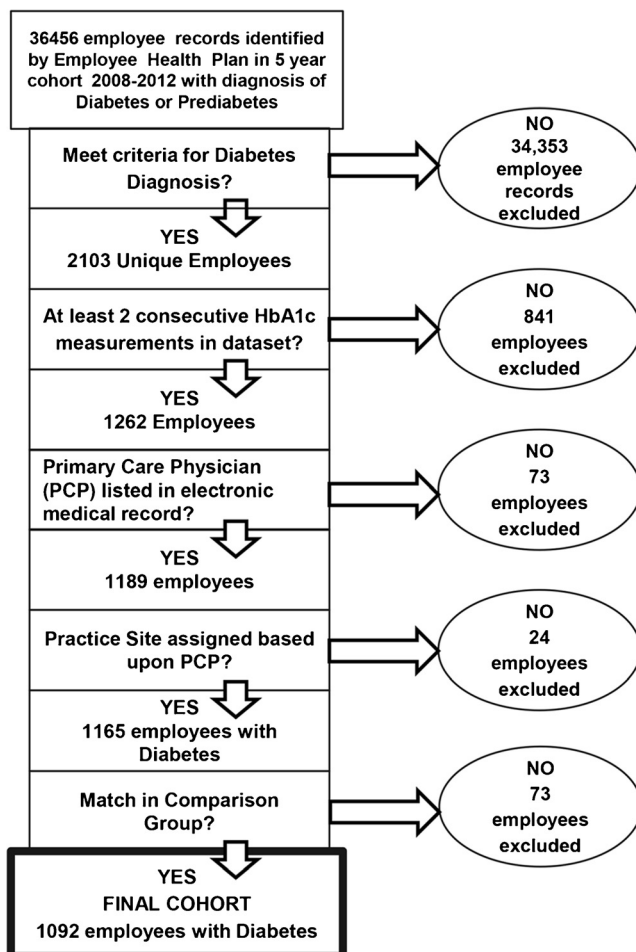 36456 employee records identified
by Employee Health Plan in 5 year
cohort 2008-2012 with diagnosis of
Diabetes or Prediabetes
Meet criteria for Diabetes
Diagnosis?
NO
34,353
employee
records
excluded
YES
2103 Unique Employees
At least 2 consecutive HbA1c
measurements in dataset?
NO
841
employees
excluded
YES
1262 Employees
Primary Care Physician
(PCP) listed in electronic
medical record?
NO
73
employees
excluded
YES
1189 employees
Practice Site assigned based
upon PCP?
NO
24
employees
excluded
YES
1165 employees with
Diabetes
Match in Comparison
Group?
NO
73
employees
excluded
YES
FINAL COHORT
1092 employees with Diabetes